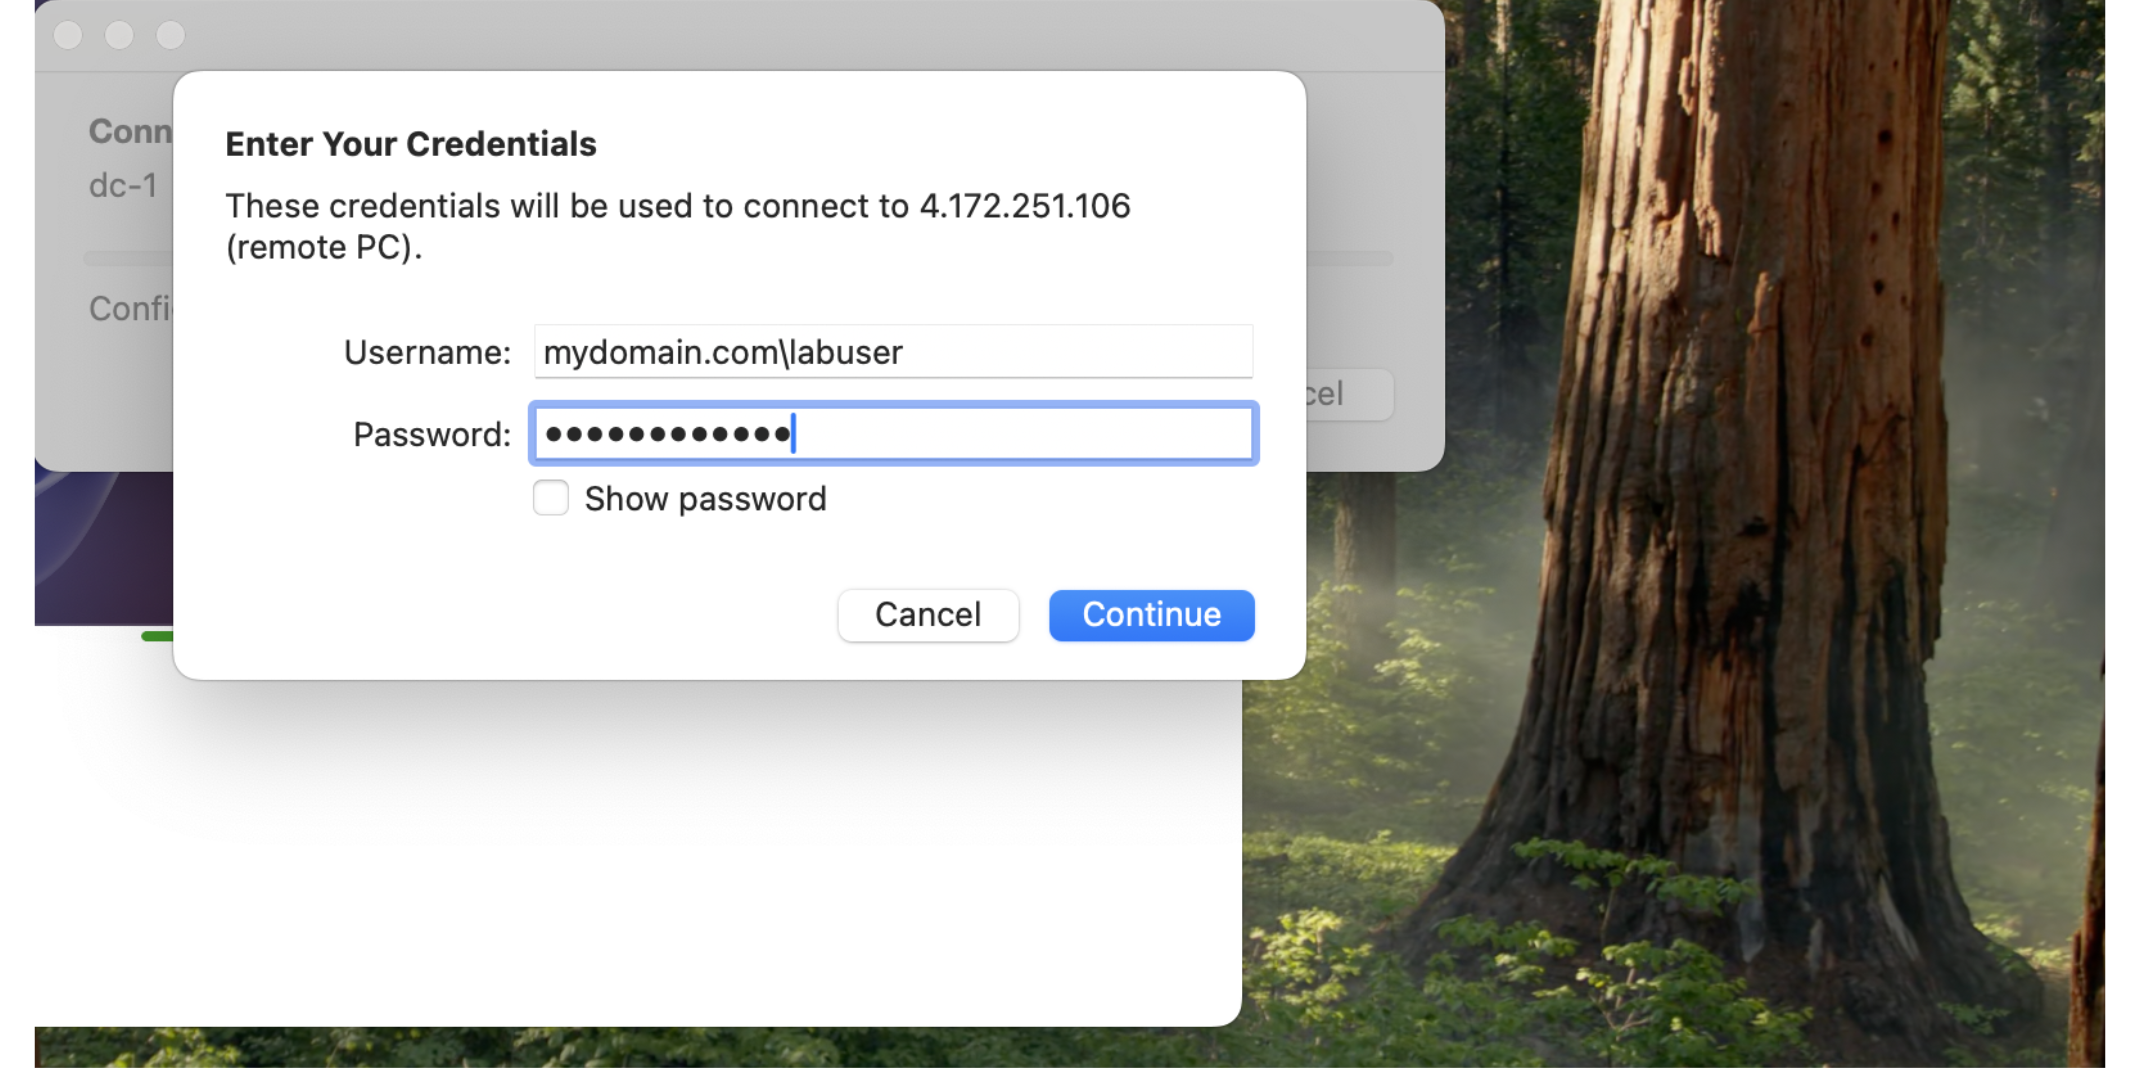 Conn
dc-1
Confi
Enter Your Credentials
These credentials will be used to connect to 4.172.251.106
(remote PC).
Username: mydomain.com\labuser
Password: ●●●●●●●●●●●●
Show password
Cancel Continue
cel